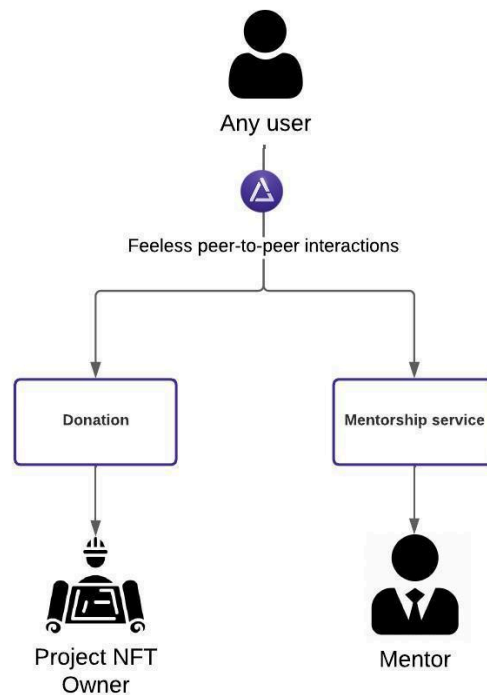 Any user
Feeless peer-to-peer interactions
Donation
Mentorship service
Project NFT
Owner
Mentor